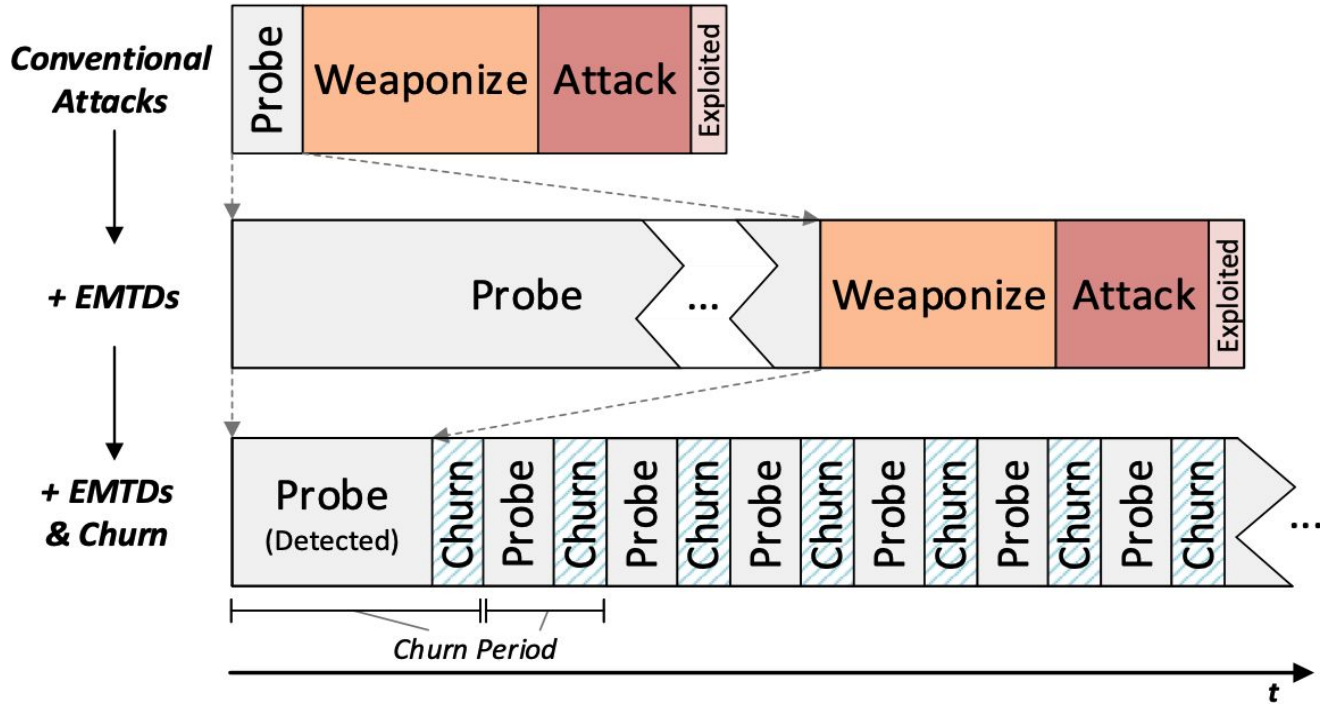 Conventional
Attacks
Probe
Weaponize
Attack
Exploited
+ EMTDs
Probe
...
Weaponize
Attack
Exploited
+ EMTDs
& Churn
Probe
(Detected)
Churn
Probe
Churn
Probe
Churn
Probe
Churn
Probe
Churn
Probe
Churn
Probe
Churn
...
Churn Period
t